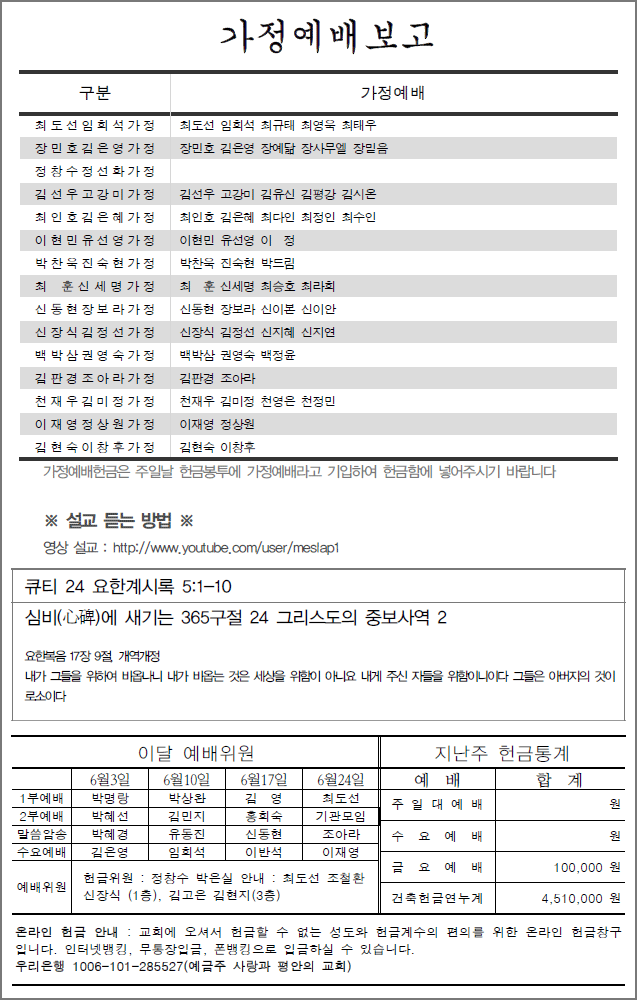 가정예배보고
구분 가정예배
최도선임희석가정 최도선 임희석 최규태 최영욱 최태우
장민호김은영가정 장민호 김은영 장예닮 장사무엘 장믿음
정창수정선화가정
김선우고강미가정 김선우 고강미 김유신 김평강 김시온
최인호김은혜가정 최인호 김은혜 최다인 최정인 최수인
이현민유선영가정 이현민 유선영 이 정
박찬욱진숙현가정 박찬욱 진숙현 박드림
최 훈신세명가정 최 훈 신세명 최승호 최라희
신동현장보라가정 신동현 장보라 신이본 신이안
신장식김정선가정 신장식 김정선 신지혜 신지연
백박삼권영숙가정 백박삼 권영숙 백정윤
김판경조아라가정 김판경 조아라
천재우김미정가정 천재우 김미정 천영은 천정민
이재영정상원가정 이재영 정상원
김현숙이창후가정 김현숙 이창후
가정예배헌금은 주일날 헌금봉투에 가정예배라고 기입하여 헌금함에 넣어주시기 바랍니다
※ 설교 듣는 방법 ※
영상 설교 : http://www.youtube.com/user/meslap1
큐티 24 요한계시록 5:1-10
심비(心碑)에 새기는 365구절 24 그리스도의 중보사역 2
요한복음 17장 9절, 개역개정
내가 그들을 위하여 비옵나니 내가 비옵는 것은 세상을 위함이 아니요 내게 주신 자들을 위함이니이다 그들은 아버지의 것이
로소이다
이달 예배위원
6월3일 6월10일 6월17일 6월24일
1부예배 박명랑 박상환 김 영 최도선
2부예배 박혜선 김민지 홍희숙 기관모임
말씀암송 박혜경 유동진 신동현 조아라
수요예배 김은영 임희석 이반석 이재영
예배위원 헌금위원 : 정창수 박은실 안내 : 최도선 조철환
신장식 (1층), 김고은 김현지(3층)
지난주 헌금통계
예 배 합 계
주일대예배 원
수 요 예 배 원
금 요 예 배 100,000 원
건축헌금연누계 4,510,000 원
온라인 헌금 안내 : 교회에 오셔서 헌금할 수 없는 성도와 헌금계수의 편의를 위한 온라인 헌금창구
입니다. 인터넷뱅킹, 무통장입금, 폰뱅킹으로 입금하실 수 있습니다.
우리은행 1006-101-285527(예금주 사랑과 평안의 교회)